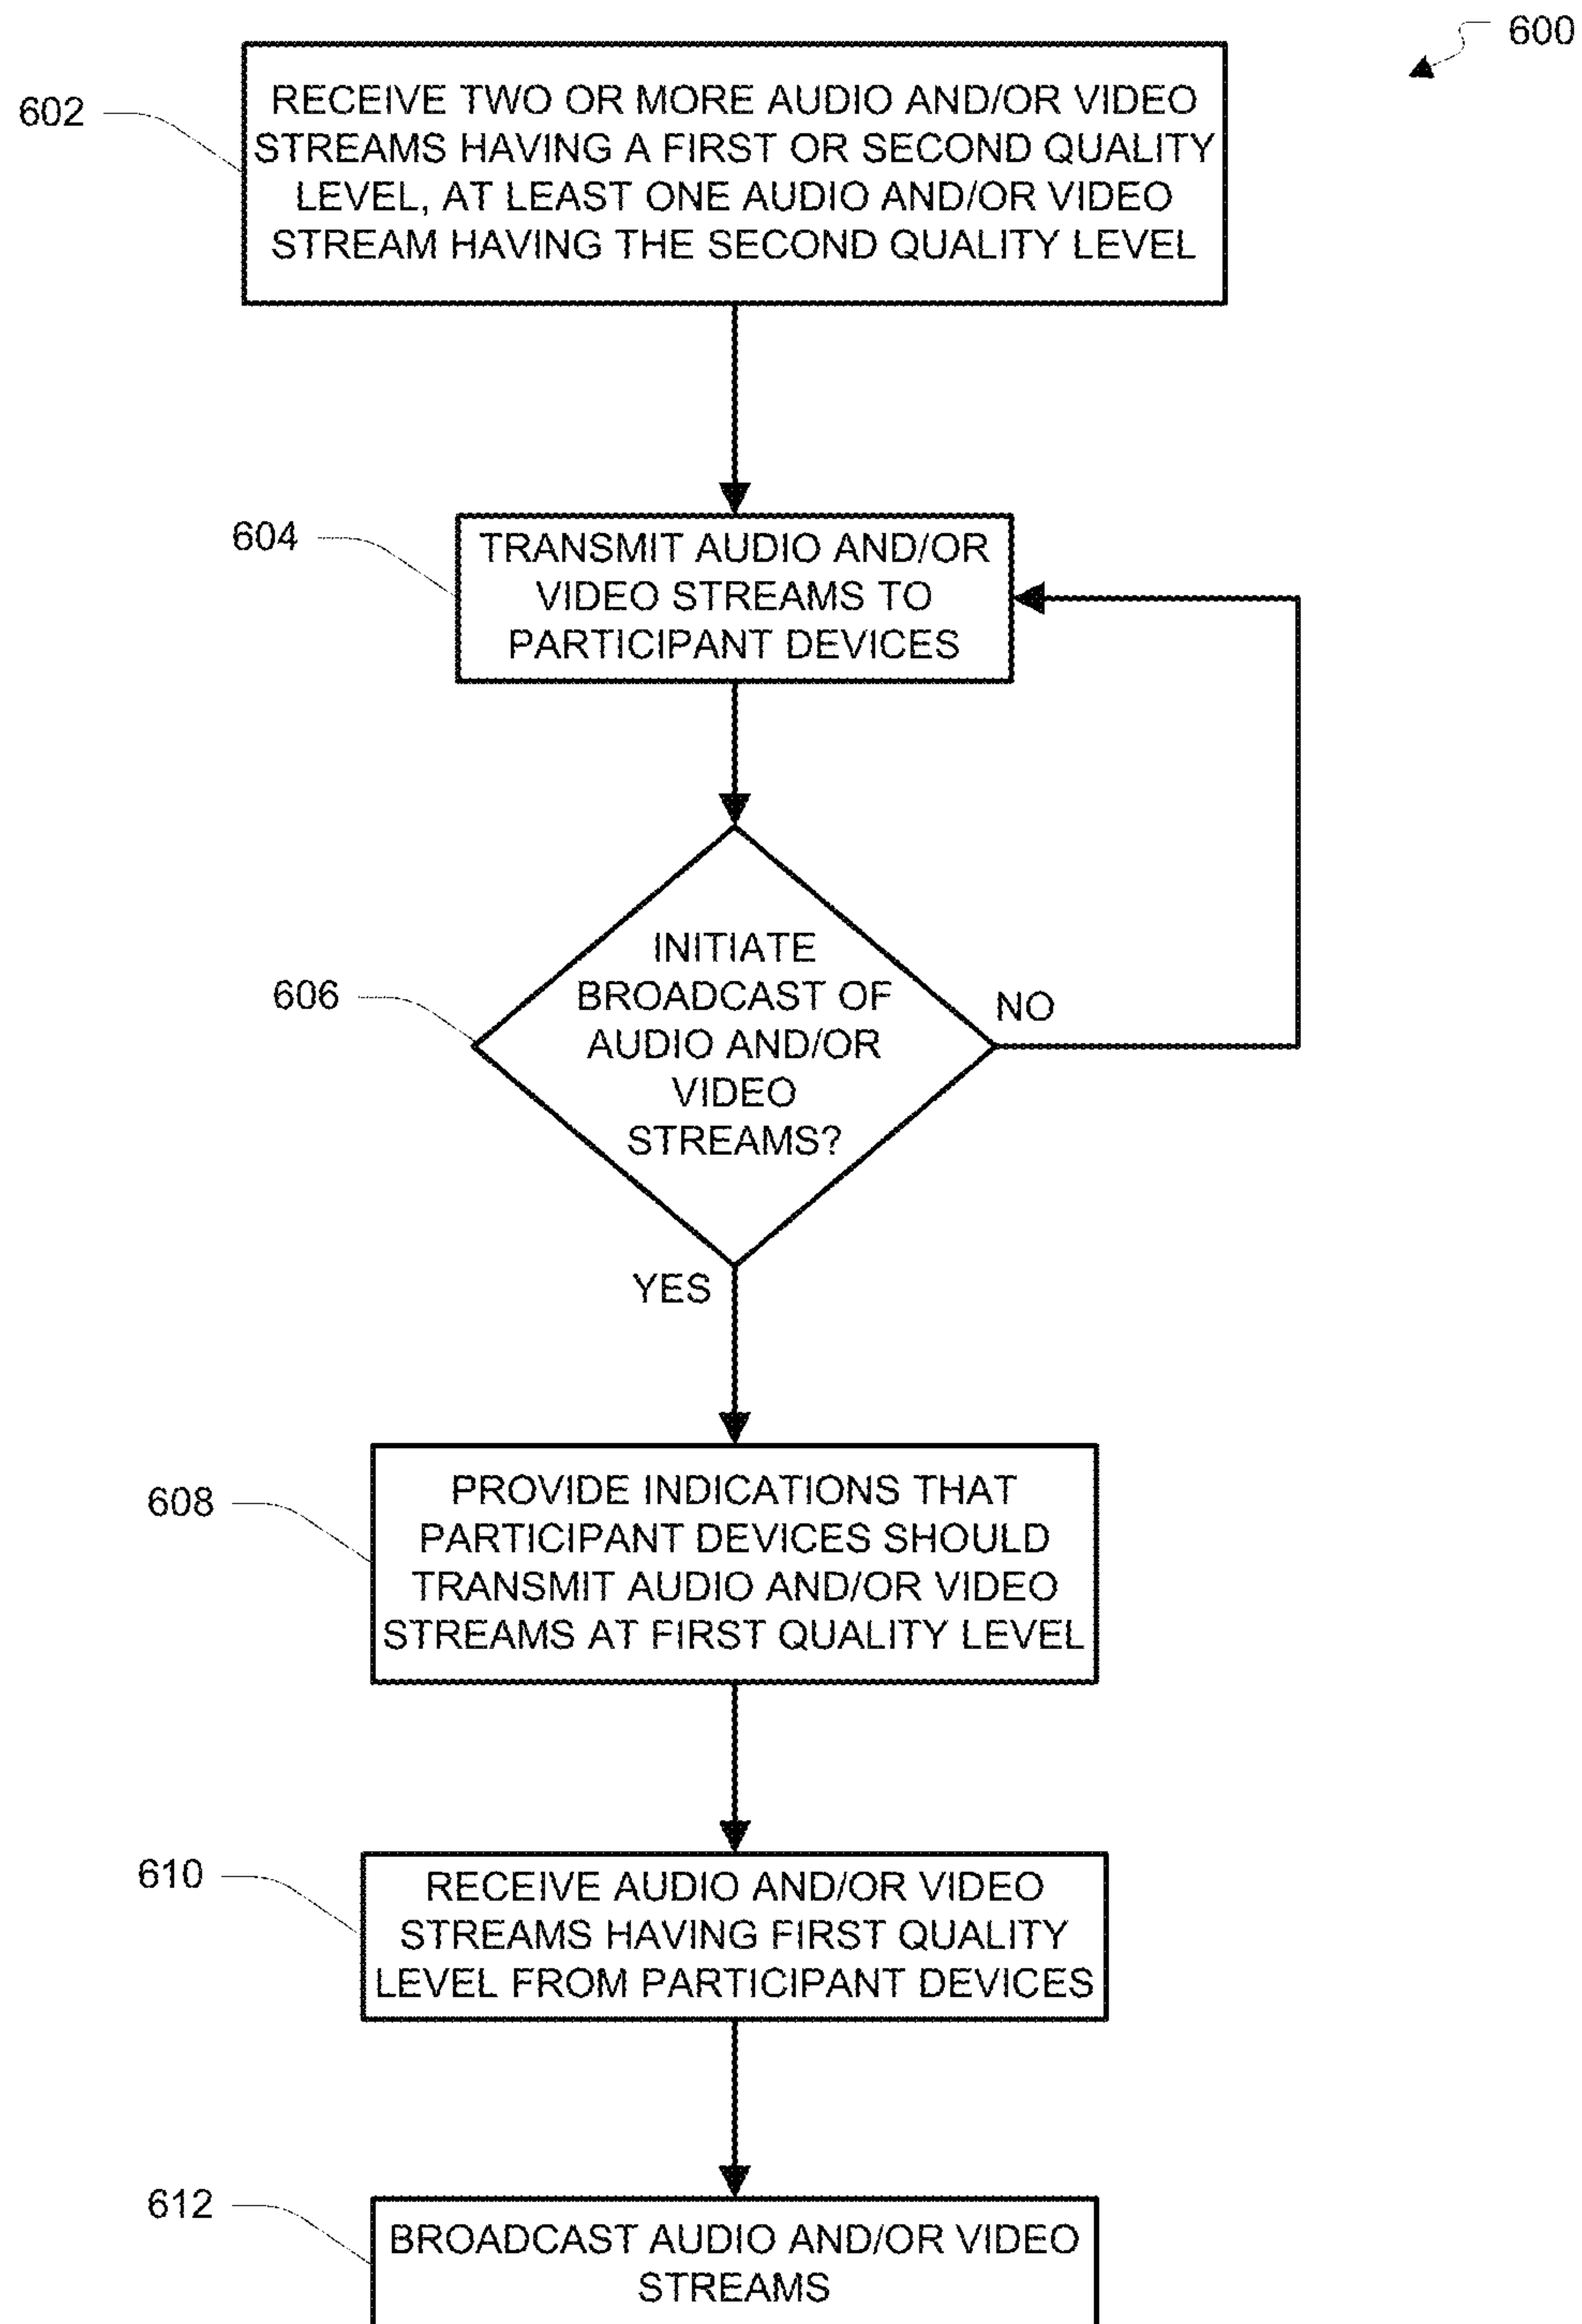 600
602
RECEIVE TWO OR MORE AUDIO AND/OR VIDEO
STREAMS HAVING A FIRST OR SECOND QUALITY
LEVEL, AT LEAST ONE AUDIO AND/OR VIDEO
STREAM HAVING THE SECOND QUALITY LEVEL
604
TRANSMIT AUDIO AND/OR
VIDEO STREAMS TO
PARTICIPANT DEVICES
606
INITIATE
BROADCAST OF
AUDIO AND/OR
VIDEO
STREAMS?
NO
YES
608
PROVIDE INDICATIONS THAT
PARTICIPANT DEVICES SHOULD
TRANSMIT AUDIO AND/OR VIDEO
STREAMS AT FIRST QUALITY LEVEL
610
RECEIVE AUDIO AND/OR VIDEO
STREAMS HAVING FIRST QUALITY
LEVEL FROM PARTICIPANT DEVICES
612
BROADCAST AUDIO AND/OR VIDEO
STREAMS